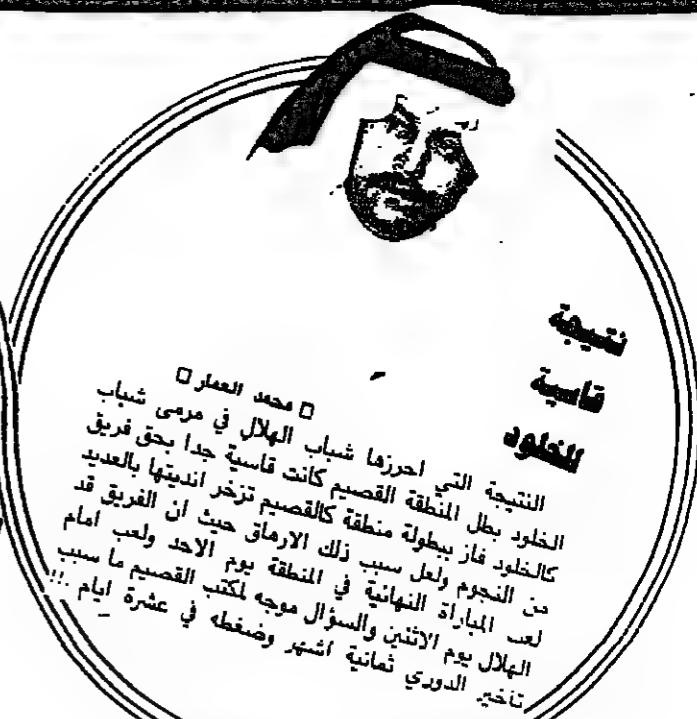 نتيجة
قاسية
للخلود
□ محمد العمار □
النتيجة التي احرزها شباب الهلال في مرمى شباب
الخلود بطل المنطقة القصيم كانت قاسية جدا بحق فريق
كالخلود فاز ببطولة منطقة كالقصيم تزخر انديتها بالعديد
من النجوم ولعل سبب ذلك الارهاق حيث ان الفريق قد
لعب المباراة النهائية في المنطقة يوم الاحد ولعب امام
الهلال يوم الاثنين والسؤال موجه لمكتب القصيم ما سبب
تاخير الدوري ثمانية اشهر وضغطه في عشرة ايام .!!!